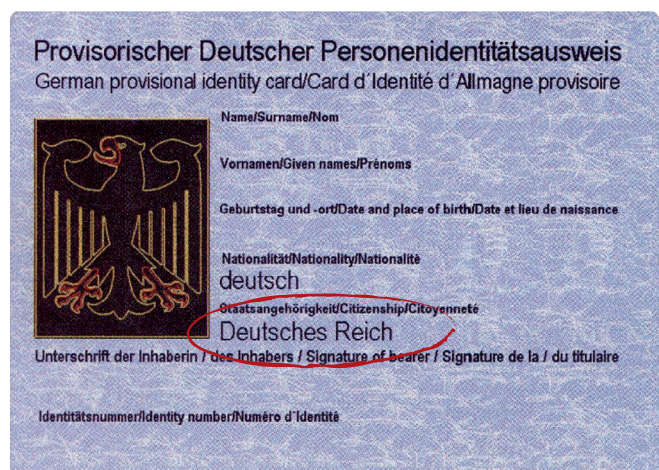 Provisorischer Deutscher Personenidentitätsausweis
German provisional identity card/Card d´Identité d´Allmagne provisoire
Name/Surname/Nom
Vornamen/Given names/Prénoms
Geburtstag und -ort/Date and place of birth/Date et lieu de naissance
Nationalität/Nationality/Nationalitè
deutsch
Staatsangehörigkeit/Citizenship/Citoyenneté
Deutsches Reich
Unterschrift der Inhaberin / des Inhabers / Signature of bearer / Signature de la / du titulaire
Identitätsnummer/Identity number/Numéro d´Identité